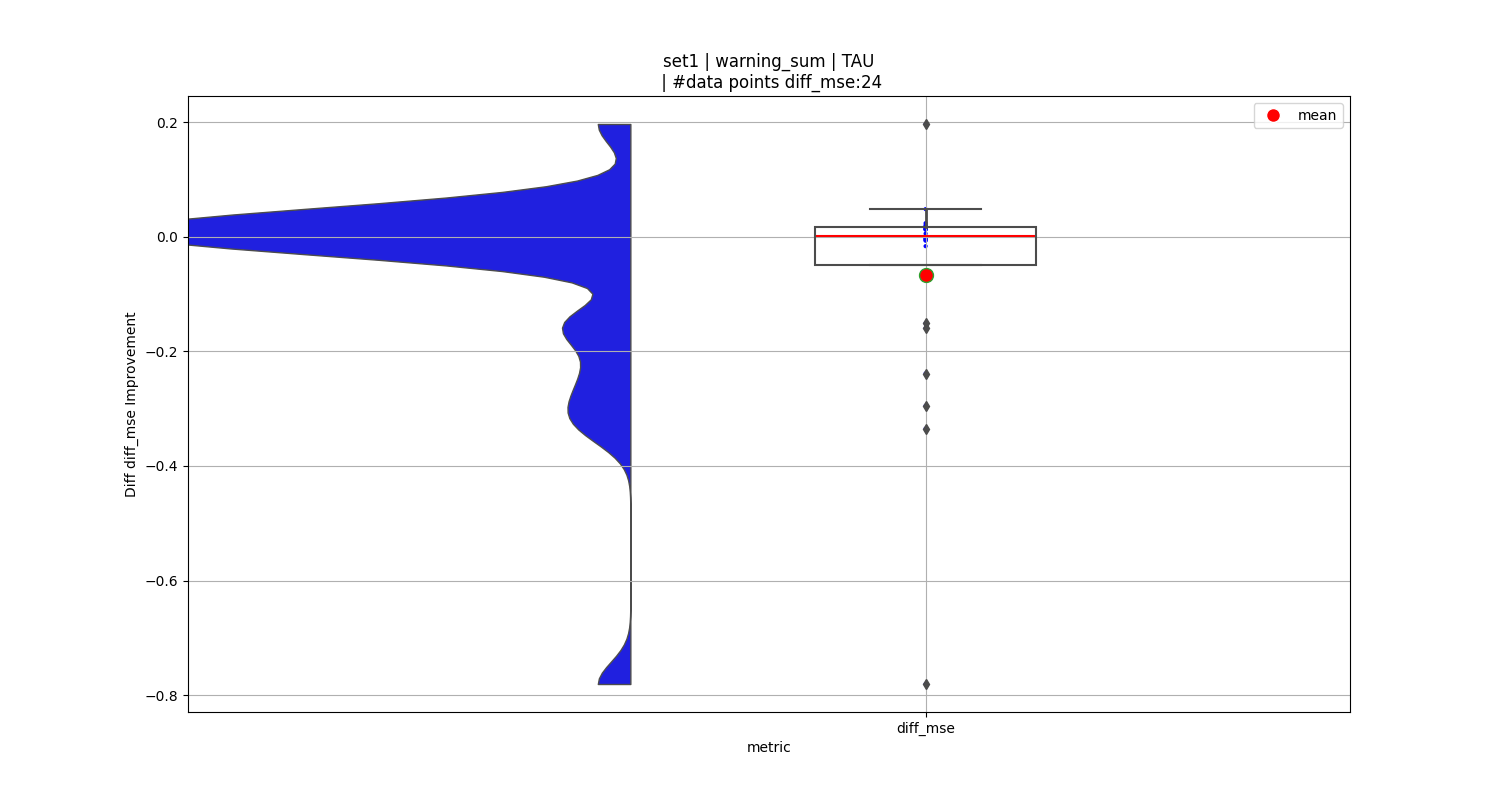 set1 | warning_sum | TAU
| #data points diff_mse:24
mean
0.2
0.0
−0.2
−0.4
−0.6
−0.8
Diff diff_mse Improvement
diff_mse
metric